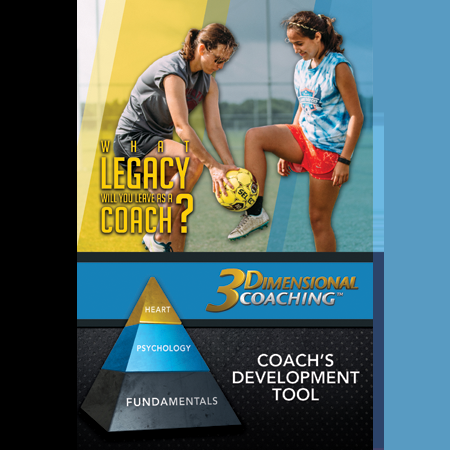 WHAT
LEGACY
WILL YOU LEAVE AS A
COACH?
3DIMENSIONAL
COACHING™
HEART
PSYCHOLOGY
FUNDAMENTALS
COACH'S
DEVELOPMENT
TOOL